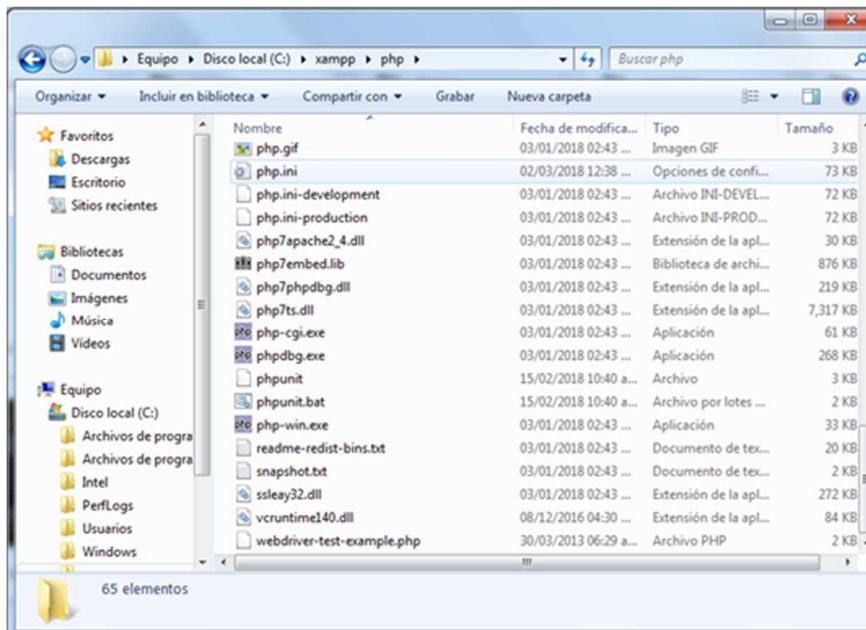 Equipo ▸ Disco local (C:) ▸ xampp ▸ php ▸ Buscar php
Organizar Incluir en biblioteca Compartir con Grabar Nueva carpeta
Favoritos
Descargas
Escritorio
Sitios recientes
Bibliotecas
Documentos
Imágenes
Música
Vídeos
Equipo
Disco local (C:)
Archivos de progra
Archivos de progra
Intel
PerfLogs
Usuarios
Windows
Nombre Fecha de modifica... Tipo Tamaño
php.gif 03/01/2018 02:43 ... Imagen GIF 3 KB
php.ini 02/03/2018 12:38 ... Opciones de confi... 73 KB
php.ini-development 03/01/2018 02:43 ... Archivo INI-DEVEL... 72 KB
php.ini-production 03/01/2018 02:43 ... Archivo INI-PROD... 72 KB
php7apache2_4.dll 03/01/2018 02:43 ... Extensión de la apl... 30 KB
php7embed.lib 03/01/2018 02:43 ... Biblioteca de archi... 876 KB
php7phpdbg.dll 03/01/2018 02:43 ... Extensión de la apl... 219 KB
php7ts.dll 03/01/2018 02:43 ... Extensión de la apl... 7,317 KB
php-cgi.exe 03/01/2018 02:43 ... Aplicación 61 KB
phpdbg.exe 03/01/2018 02:43 ... Aplicación 268 KB
phpunit 15/02/2018 10:40 a... Archivo 3 KB
phpunit.bat 15/02/2018 10:40 a... Archivo por lotes ... 2 KB
php-win.exe 03/01/2018 02:43 ... Aplicación 33 KB
readme-redist-bins.txt 03/01/2018 02:43 ... Documento de tex... 20 KB
snapshot.txt 03/01/2018 02:43 ... Documento de tex... 2 KB
ssleay32.dll 03/01/2018 02:43 ... Extensión de la apl... 272 KB
vcruntime140.dll 08/12/2016 04:30 ... Extensión de la apl... 84 KB
webdriver-test-example.php 30/03/2013 06:29 a... Archivo PHP 2 KB
65 elementos